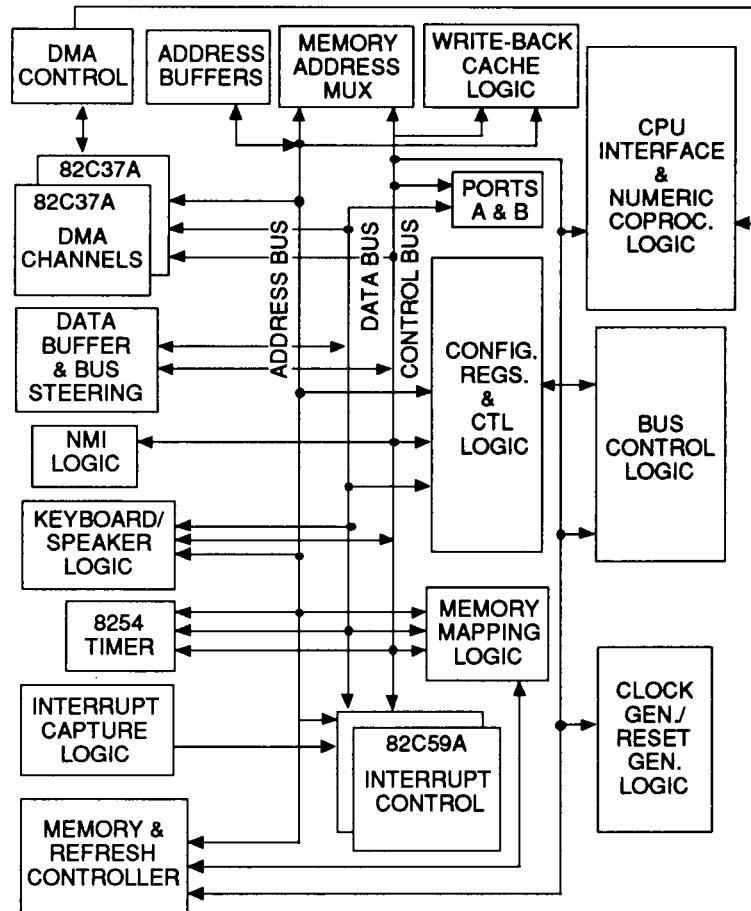 DMA
CONTROL
ADDRESS
BUFFERS
MEMORY
ADDRESS
MUX
WRITE-BACK
CACHE
LOGIC
CPU
INTERFACE
&
NUMERIC
COPROC.
LOGIC
82C37A
82C37A
DMA
CHANNELS
PORTS
A & B
ADDRESS BUS
DATA BUS
CONTROL BUS
DATA
BUFFER
& BUS
STEERING
CONFIG.
REGS.
&
CTL
LOGIC
BUS
CONTROL
LOGIC
NMI
LOGIC
KEYBOARD/
SPEAKER
LOGIC
8254
TIMER
MEMORY
MAPPING
LOGIC
INTERRUPT
CAPTURE
LOGIC
82C59A
INTERRUPT
CONTROL
CLOCK
GEN./
RESET
GEN.
LOGIC
MEMORY &
REFRESH
CONTROLLER